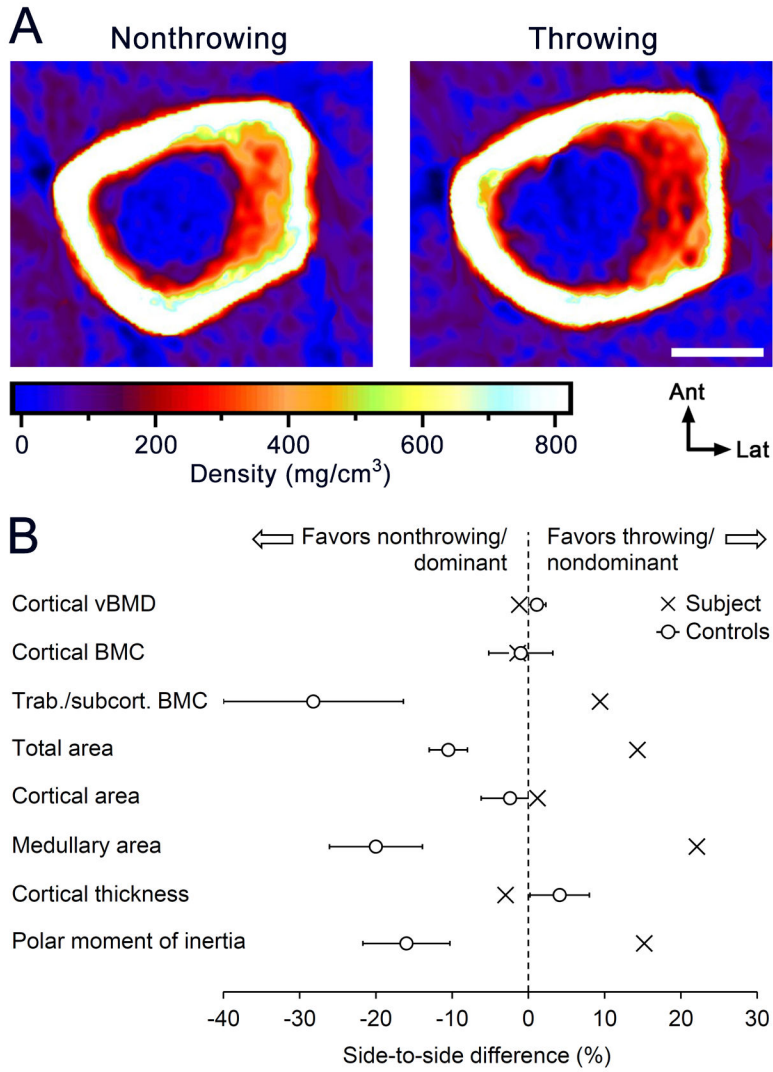 A
Nonthrowing
Throwing
0 200 400 600 800
Density (mg/cm³)
Ant
Lat
B
Favors nonthrowing/
dominant
Favors throwing/
nondominant
Subject
Controls
Cortical vBMD
Cortical BMC
Trab./subcort. BMC
Total area
Cortical area
Medullary area
Cortical thickness
Polar moment of inertia
-40 -30 -20 -10 0 10 20 30
Side-to-side difference (%)